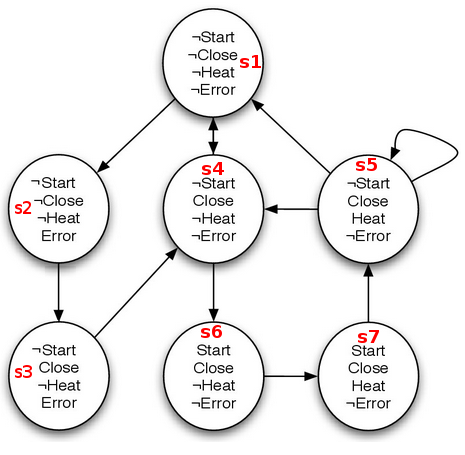 ¬Start
¬Close
¬Heat
¬Error
s1
s2
¬Start
¬Close
¬Heat
Error
s4
¬Start
Close
¬Heat
¬Error
s5
¬Start
Close
Heat
¬Error
s3
¬Start
Close
¬Heat
Error
s6
Start
Close
¬Heat
¬Error
s7
Start
Close
Heat
¬Error